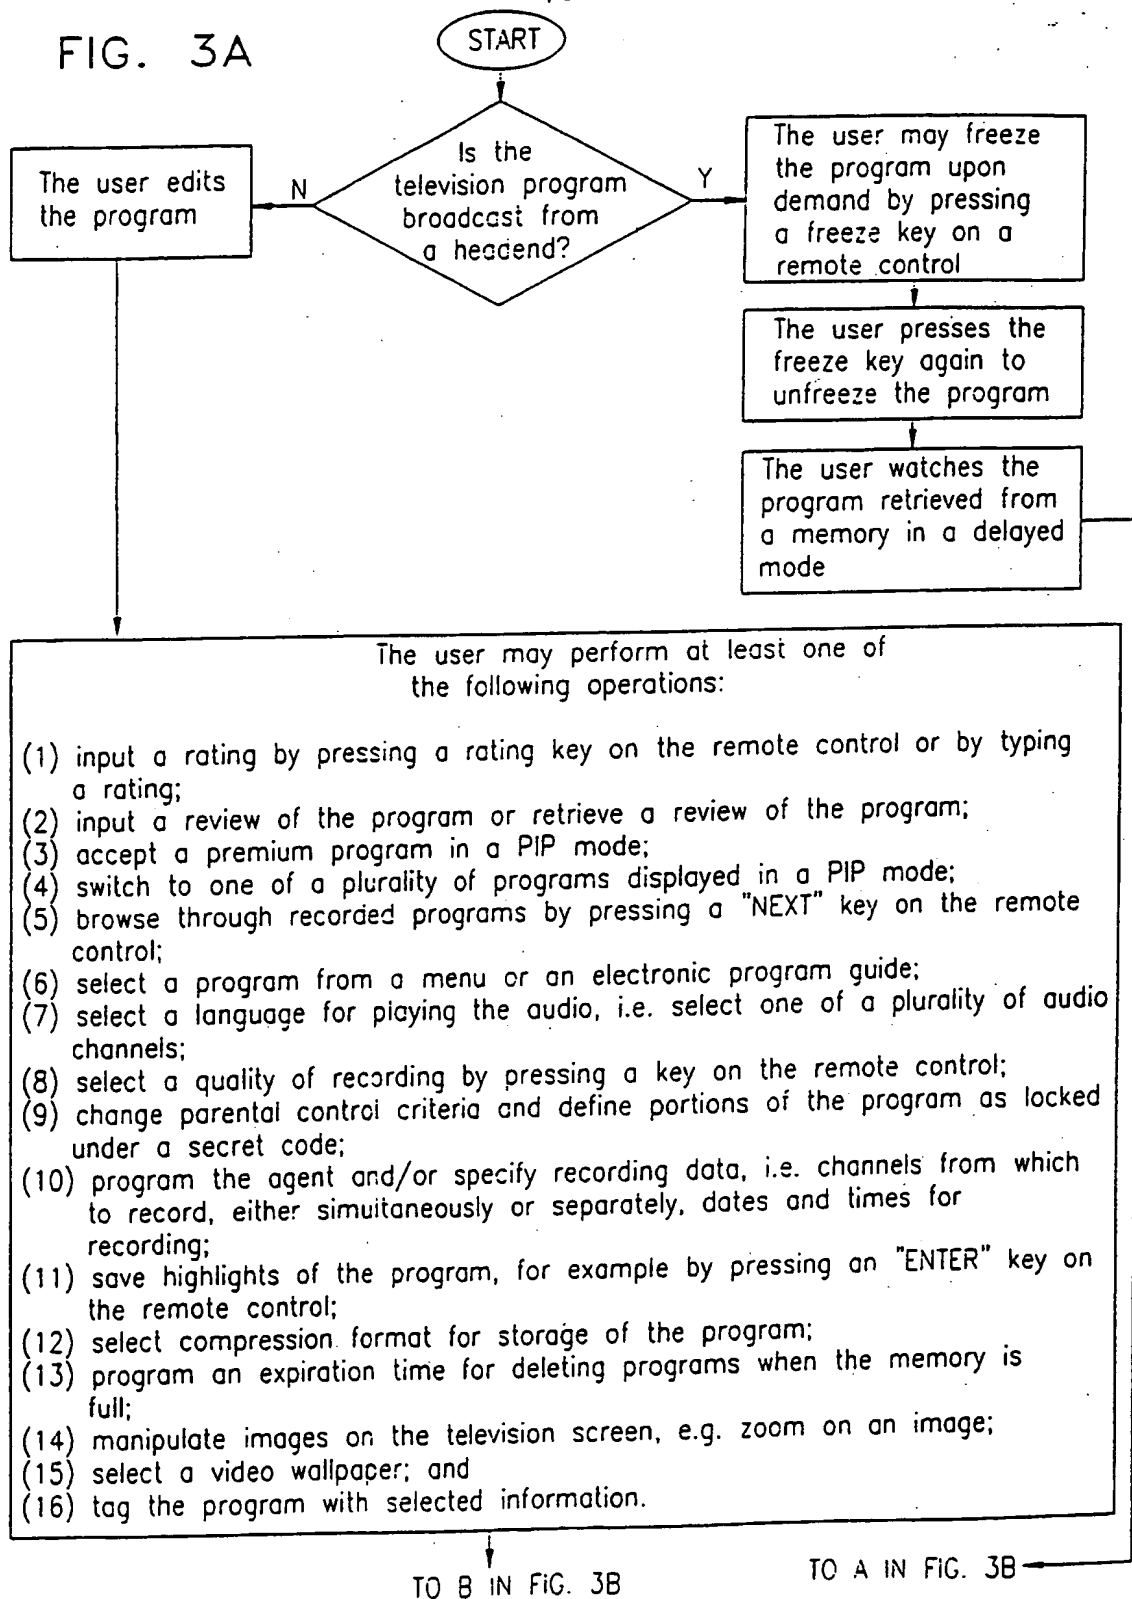 FIG. 3A
START
Is the
television program
broadcast from
a headend?
N
Y
The user edits
the program
The user may freeze
the program upon
demand by pressing
a freeze key on a
remote control
The user presses the
freeze key again to
unfreeze the program
The user watches the
program retrieved from
a memory in a delayed
mode
The user may perform at least one of
the following operations:
(1) input a rating by pressing a rating key on the remote control or by typing
a rating;
(2) input a review of the program or retrieve a review of the program;
(3) accept a premium program in a PIP mode;
(4) switch to one of a plurality of programs displayed in a PIP mode;
(5) browse through recorded programs by pressing a "NEXT" key on the remote
control;
(6) select a program from a menu or an electronic program guide;
(7) select a language for playing the audio, i.e. select one of a plurality of audio
channels;
(8) select a quality of recording by pressing a key on the remote control;
(9) change parental control criteria and define portions of the program as locked
under a secret code;
(10) program the agent and/or specify recording data, i.e. channels from which
to record, either simultaneously or separately, dates and times for
recording;
(11) save highlights of the program, for example by pressing an "ENTER" key on
the remote control;
(12) select compression format for storage of the program;
(13) program an expiration time for deleting programs when the memory is
full;
(14) manipulate images on the television screen, e.g. zoom on an image;
(15) select a video wallpaper; and
(16) tag the program with selected information.
TO B IN FIG. 3B
TO A IN FIG. 3B